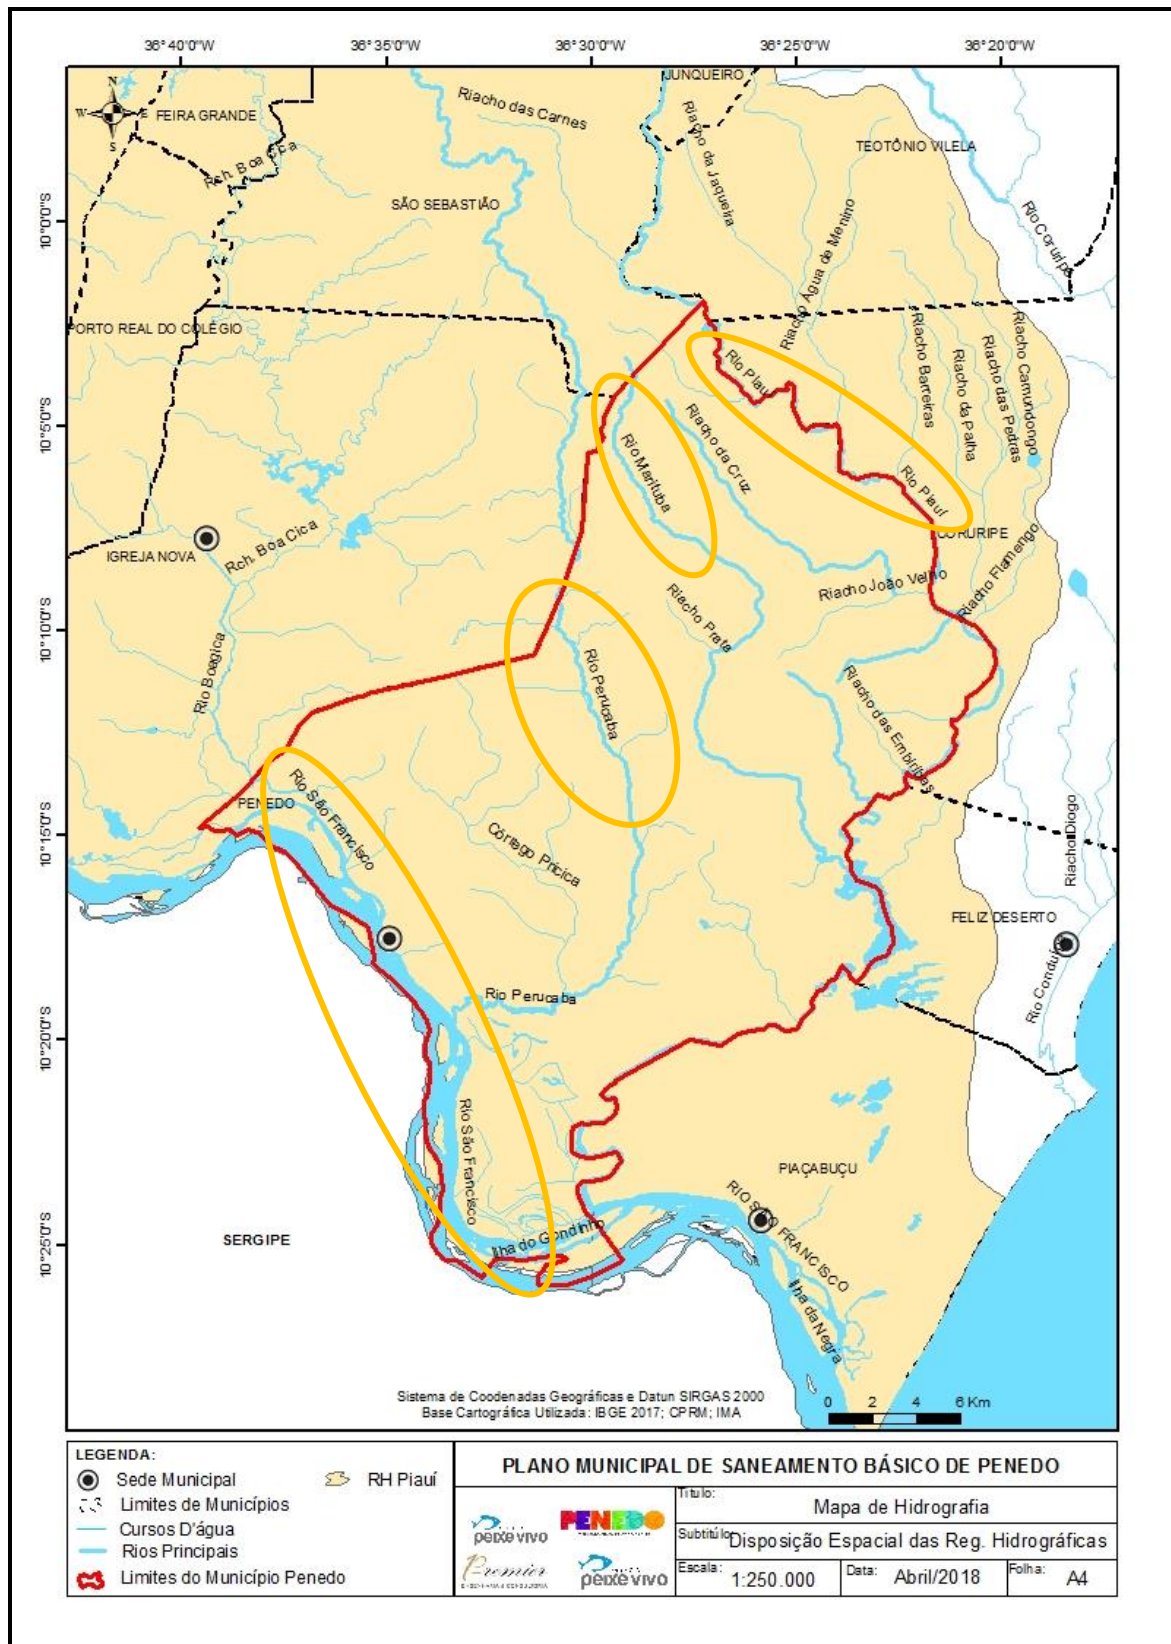 36°40'0"W 36°35'0"W 36°30'0"W 36°25'0"W 36°20'0"W
N
W E
S
FEIRA GRANDE
Rch. Boa Cica
Riacho das Carnes
JUNQUEIRO
Riacho da Jaqueira
TEOTÔNIO VILELA
SÃO SEBASTIÃO
Riacho Água de Menino
Rio Coruripe
10°0'0"S
PORTO REAL DO COLÉGIO
Rio Piauí
Riacho Barreiras
Riacho da Palha
Riacho das Pedras
Riacho Camundongo
10°5'0"S
Rio Marituba
Riacho da Cruz
Rio Piauí
CORURIPE
IGREJA NOVA
Rch. Boa Cica
Riacho João Velho
Riacho Flamengo
10°10'0"S
Rio Boagica
Rio Perucaba
Riacho Prata
Riacho das Embiribas
PENEDO
Rio São Francisco
10°15'0"S
Córrego Pricica
Riacho Diogo
FELIZ DESERTO
Rio Conduipe
Rio Perucaba
10°20'0"S
Rio São Francisco
PIAÇABUÇU
RIO SÃO FRANCISCO
SERGIPE
Ilha do Gondinho
10°25'0"S
Ilha da Negra
Sistema de Coodenadas Geográficas e Datun SIRGAS 2000
Base Cartográfica Utilizada: IBGE 2017; CPRM; IMA
0 2 4 6 Km
LEGENDA:
Sede Municipal
RH Piauí
Limites de Municípios
Cursos D'água
Rios Principais
Limites do Município Penedo
PLANO MUNICIPAL DE SANEAMENTO BÁSICO DE PENEDO
peixe vivo
PENEDO
Premier
peixe vivo
Título:
Mapa de Hidrografia
Subtítulo:
Disposição Espacial das Reg. Hidrográficas
Escala: 1:250.000
Data: Abril/2018
Folha: A4